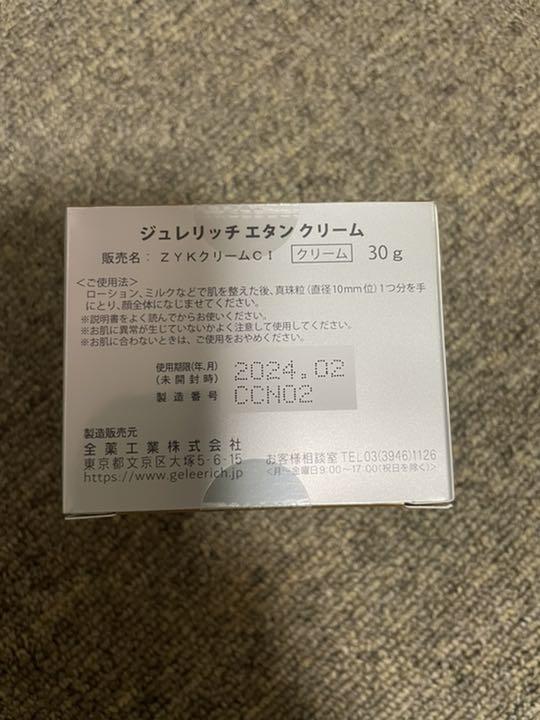 ジュレリッチ エタン クリーム
販売名：ZYKクリームCI クリーム 30g
＜ご使用法＞
ローション、ミルクなどで肌を整えた後、真珠粒（直径10mm位）1つ分を手
にとり、顔全体になじませてください。
※説明書をよく読んでからお使いください。
※お肌に異常が生じていないかよく注意して使用してください。
※お肌に合わないときは、ご使用をおやめください。
使用期限（年、月） 2024.02
（未開封時）
製造番号 CCN02
製造販売元
全薬工業株式会社
東京都文京区大塚5-6-15 お客様相談室 TEL03(3946)1126
https://www.geleerich.jp ＜月〜金曜日9:00〜17:00（祝日を除く）＞